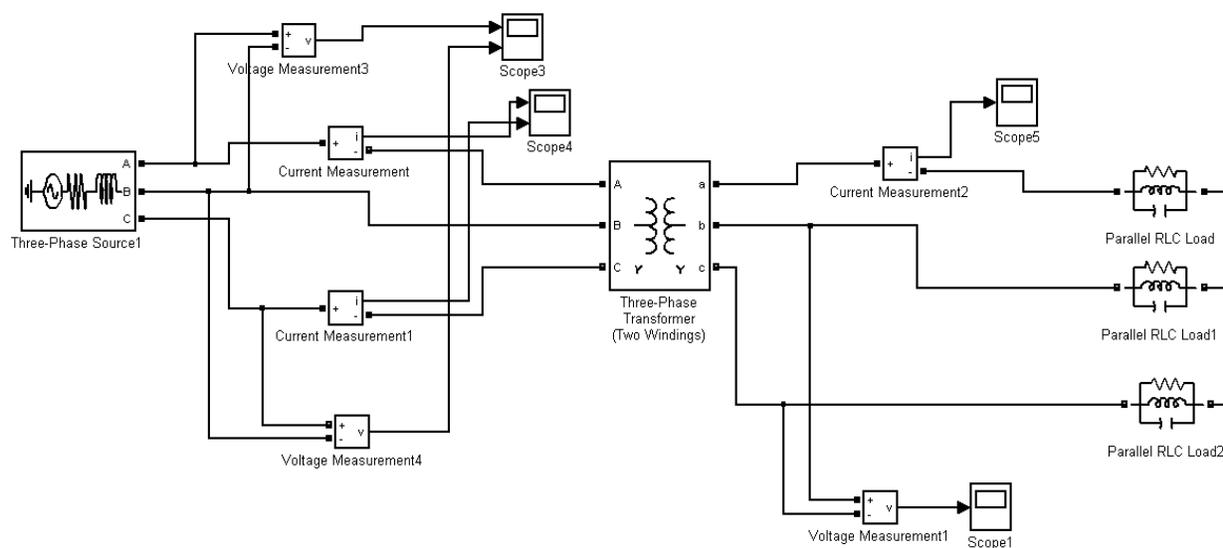 +
-
v
Voltage Measurement3
Scope3
+
i
-
Current Measurement
Scope4
A
B
C
Three-Phase Source1
+
i
-
Current Measurement1
+
-
v
Voltage Measurement4
A
B
C
a
b
c
Y
Y
Three-Phase
Transformer
(Two Windings)
+
i
-
Current Measurement2
Scope5
Parallel RLC Load
Parallel RLC Load1
Parallel RLC Load2
+
-
v
Voltage Measurement1
Scope1